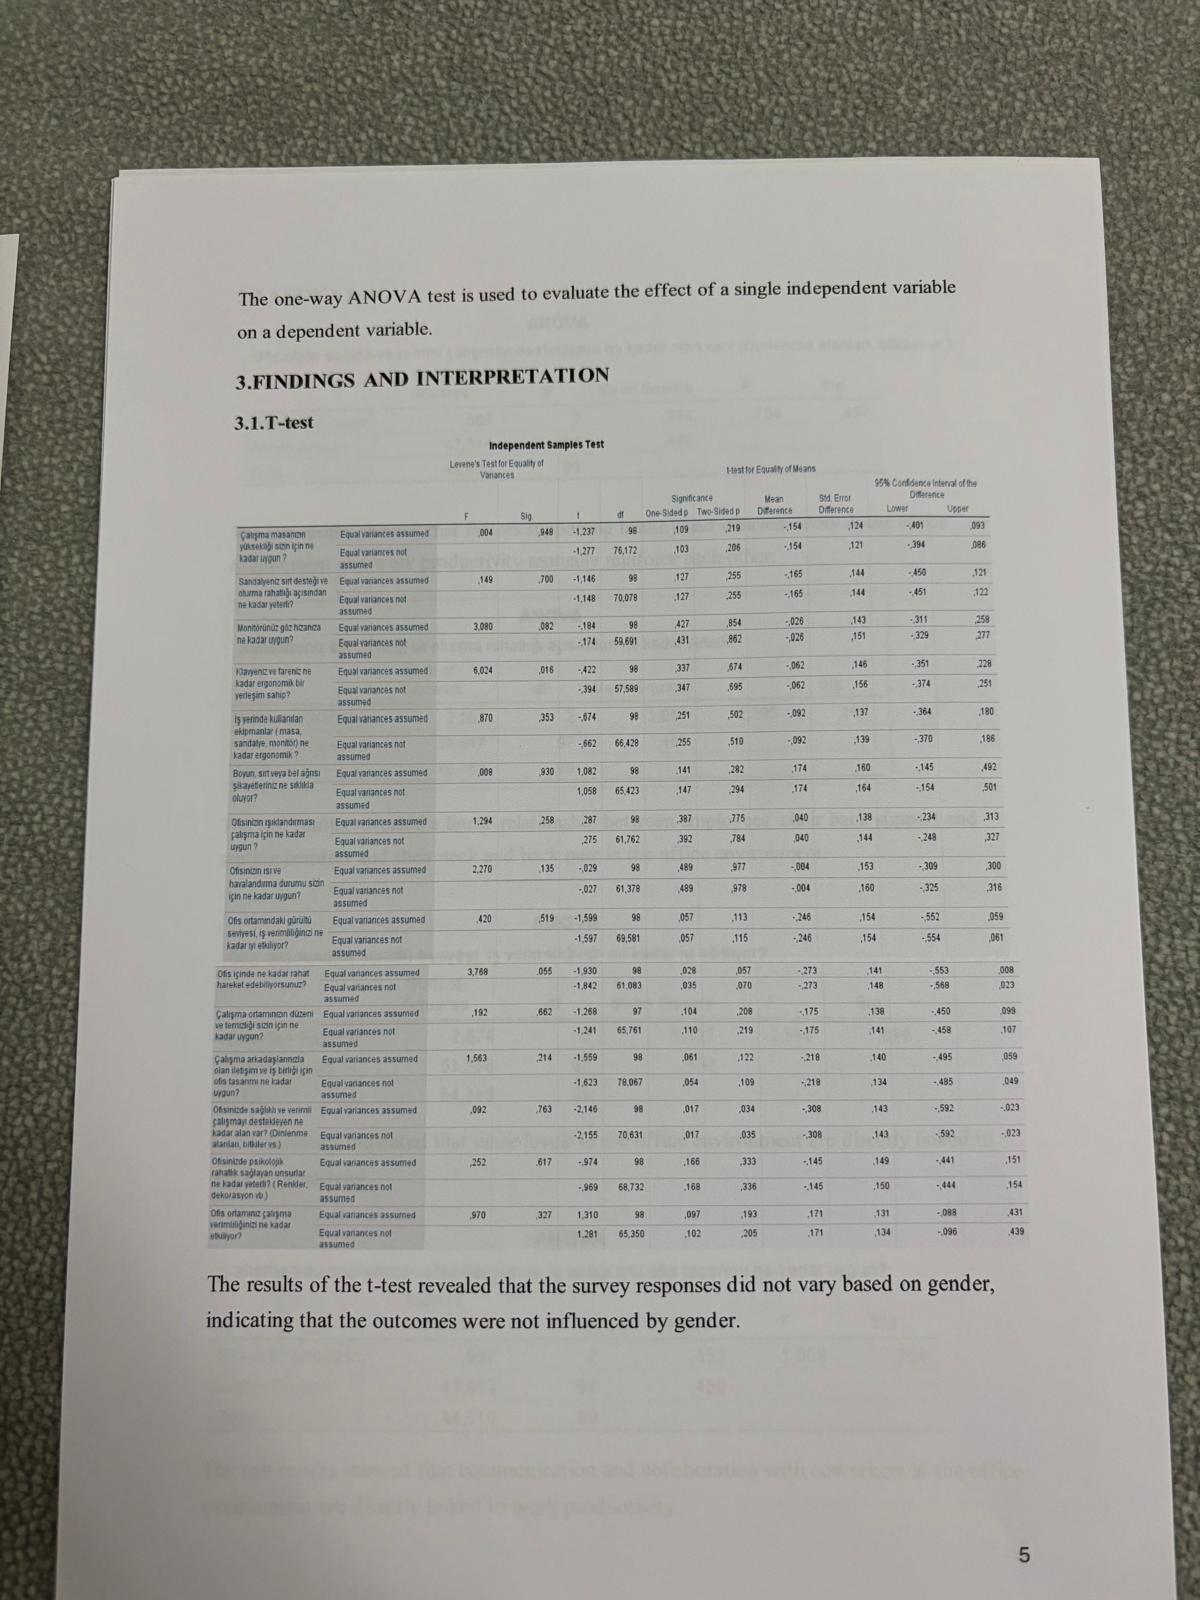 The one-way ANOVA test is used to evaluate the effect of a single independent variable
on a dependent variable.
3.FINDINGS AND INTERPRETATION
3.1.T-test
Independent Samples Test
Levene's Test for Equality of
Variances
t-test for Equality of Means
95% Confidence Interval of the
Difference
Significance
Mean
Difference
Std. Error
Difference
F Sig. t df One-Sided p Two-Sided p Lower Upper
Çalışma masanızın
yüksekliği sizin için ne
kadar uygun ?
Equal variances assumed ,004 ,948 -1,237 98 ,109 ,219 -,154 ,124 -,401 ,093
Equal variances not
assumed
-1,277 76,172 ,103 ,206 -,154 ,121 -,394 ,086
Sandalyeniz sırt desteği ve
oturma rahatlığı açısından
ne kadar yeterli?
Equal variances assumed ,149 ,700 -1,146 98 ,127 ,255 -,165 ,144 -,450 ,121
Equal variances not
assumed
-1,148 70,078 ,127 ,255 -,165 ,144 -,451 ,122
Monitörünüz göz hizanıza
ne kadar uygun?
Equal variances assumed 3,080 ,082 -,184 98 ,427 ,854 -,026 ,143 -,311 ,258
Equal variances not
assumed
-,174 59,691 ,431 ,862 -,026 ,151 -,329 ,277
Klavyeniz ve fareniz ne
kadar ergonomik bir
yerleşim sahip?
Equal variances assumed 6,024 ,016 -,422 98 ,337 ,674 -,062 ,146 -,351 ,228
Equal variances not
assumed
-,394 57,589 ,347 ,695 -,062 ,156 -,374 ,251
İş yerinde kullanılan
ekipmanlar ( masa,
sandalye, monitör) ne
kadar ergonomik ?
Equal variances assumed ,870 ,353 -,674 98 ,251 ,502 -,092 ,137 -,364 ,180
Equal variances not
assumed
-,662 66,428 ,255 ,510 -,092 ,139 -,370 ,186
Boyun, sırt veya bel ağrısı
şikayetleriniz ne sıklıkla
oluyor?
Equal variances assumed ,008 ,930 1,082 98 ,141 ,282 ,174 ,160 -,145 ,492
Equal variances not
assumed
1,058 65,423 ,147 ,294 ,174 ,164 -,154 ,501
Ofisinizin ışıklandırması
çalışma için ne kadar
uygun ?
Equal variances assumed 1,294 ,258 ,287 98 ,387 ,775 ,040 ,138 -,234 ,313
Equal variances not
assumed
,275 61,762 ,392 ,784 ,040 ,144 -,248 ,327
Ofisinizin ısı ve
havalandırma durumu sizin
için ne kadar uygun?
Equal variances assumed 2,270 ,135 -,029 98 ,489 ,977 -,004 ,153 -,309 ,300
Equal variances not
assumed
-,027 61,378 ,489 ,978 -,004 ,160 -,325 ,316
Ofis ortamındaki gürültü
seviyesi, iş verimliliğinizi ne
kadar iyi etkiliyor?
Equal variances assumed ,420 ,519 -1,599 98 ,057 ,113 -,246 ,154 -,552 ,059
Equal variances not
assumed
-1,597 69,581 ,057 ,115 -,246 ,154 -,554 ,061
Ofis içinde ne kadar rahat
hareket edebiliyorsunuz?
Equal variances assumed 3,768 ,055 -1,930 98 ,028 ,057 -,273 ,141 -,553 ,008
Equal variances not
assumed
-1,842 61,083 ,035 ,070 -,273 ,148 -,568 ,023
Çalışma ortamınızın düzeni
ve temizliği sizin için ne
kadar uygun?
Equal variances assumed ,192 ,662 -1,268 97 ,104 ,208 -,175 ,138 -,450 ,099
Equal variances not
assumed
-1,241 65,761 ,110 ,219 -,175 ,141 -,458 ,107
Çalışma arkadaşlarınızla
olan iletişim ve iş birliği için
ofis tasarımı ne kadar
uygun?
Equal variances assumed 1,563 ,214 -1,559 98 ,061 ,122 -,218 ,140 -,495 ,059
Equal variances not
assumed
-1,623 78,067 ,054 ,109 -,218 ,134 -,485 ,049
Ofisinizde sağlıklı ve verimli
çalışmayı destekleyen ne
kadar alan var? (Dinlenme
alanları, bitkiler vs.)
Equal variances assumed ,092 ,763 -2,146 98 ,017 ,034 -,308 ,143 -,592 -,023
Equal variances not
assumed
-2,155 70,631 ,017 ,035 -,308 ,143 -,592 -,023
Ofisinizde psikolojik
rahatlık sağlayan unsurlar
ne kadar yeterli? ( Renkler,
dekorasyon vb.)
Equal variances assumed ,252 ,617 -,974 98 ,166 ,333 -,145 ,149 -,441 ,151
Equal variances not
assumed
-,969 68,732 ,168 ,336 -,145 ,150 -,444 ,154
Ofis ortamınız çalışma
verimliliğinizi ne kadar
etkiliyor?
Equal variances assumed ,970 ,327 1,310 98 ,097 ,193 ,171 ,131 -,088 ,431
Equal variances not
assumed
1,281 65,350 ,102 ,205 ,171 ,134 -,096 ,439
The results of the t-test revealed that the survey responses did not vary based on gender,
indicating that the outcomes were not influenced by gender.
5